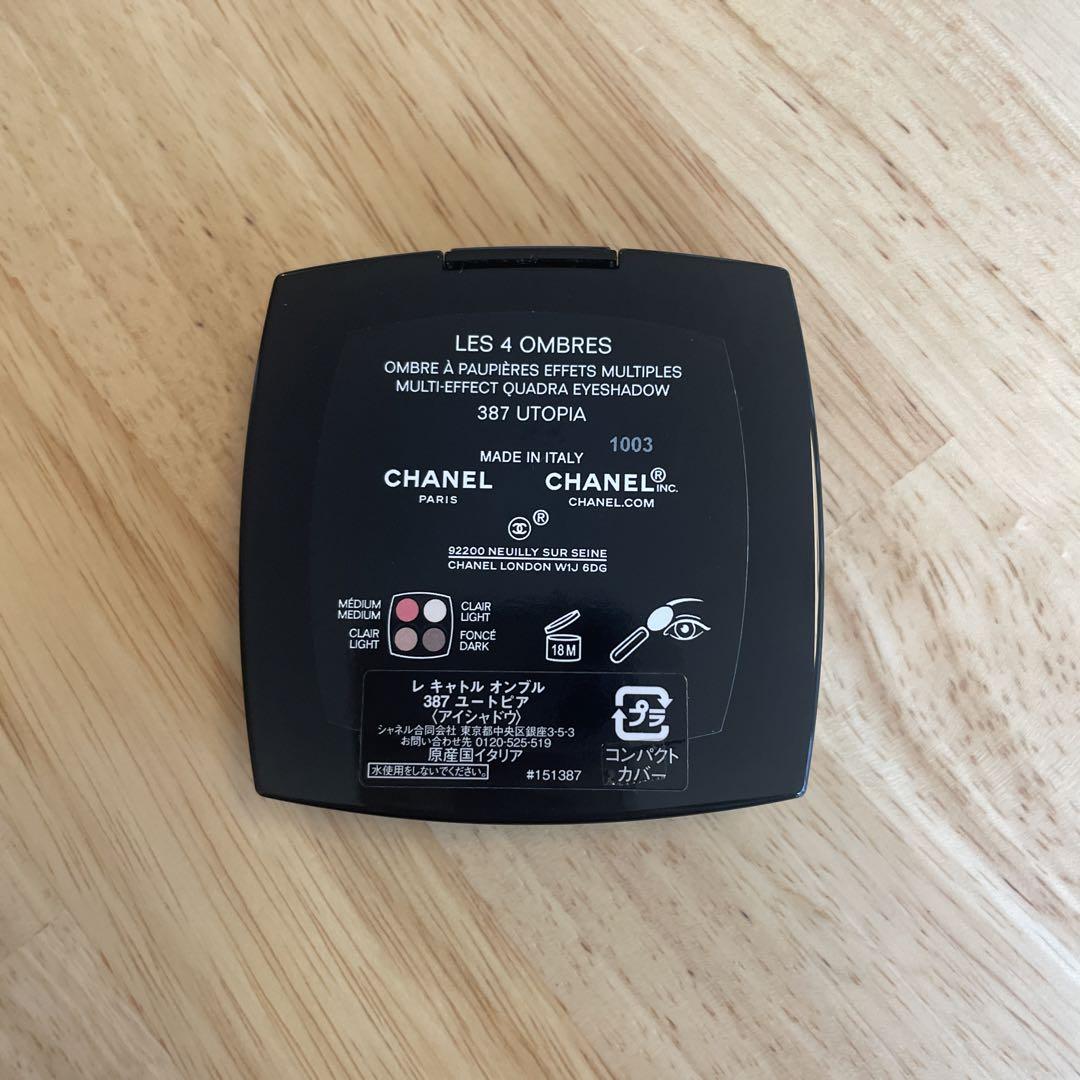 LES 4 OMBRES
OMBRE À PAUPIÈRES EFFETS MULTIPLES
MULTI-EFFECT QUADRA EYESHADOW
387 UTOPIA
MADE IN ITALY 1003
CHANEL CHANEL® INC.
PARIS CHANEL.COM
®
92200 NEUILLY SUR SEINE
CHANEL LONDON W1J 6DG
MÉDIUM CLAIR
MEDIUM LIGHT
CLAIR FONCÉ
LIGHT DARK
18 M
レ キャトル オンブル
387 ユートピア
〈アイシャドウ〉
シャネル合同会社 東京都中央区銀座3-5-3
お問い合わせ先 0120-525-519
原産国イタリア
水使用をしないでください。 #151387
プラ
コンパクト
カバー